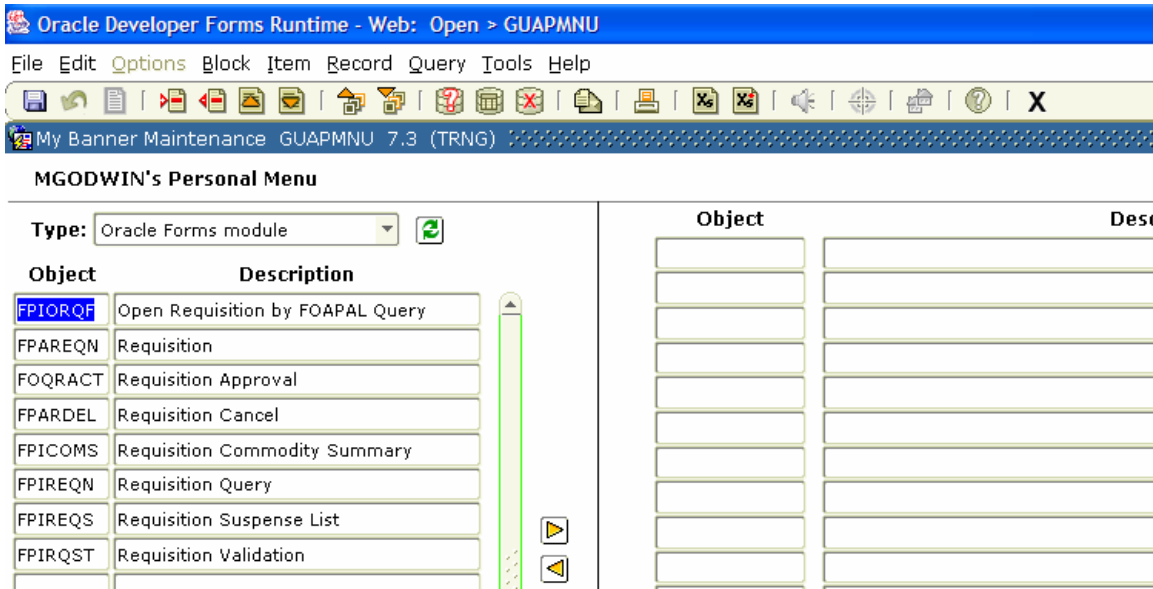 Oracle Developer Forms Runtime - Web: Open > GUAPMNU
File Edit Options Block Item Record Query Tools Help
X
My Banner Maintenance GUAPMNU 7.3 (TRNG)
MGODWIN's Personal Menu
Type: Oracle Forms module
Object Desc
Object Description
FPIORQF Open Requisition by FOAPAL Query
FPAREQN Requisition
FOQRACT Requisition Approval
FPARDEL Requisition Cancel
FPICOMS Requisition Commodity Summary
FPIREQN Requisition Query
FPIREQS Requisition Suspense List
FPIRQST Requisition Validation